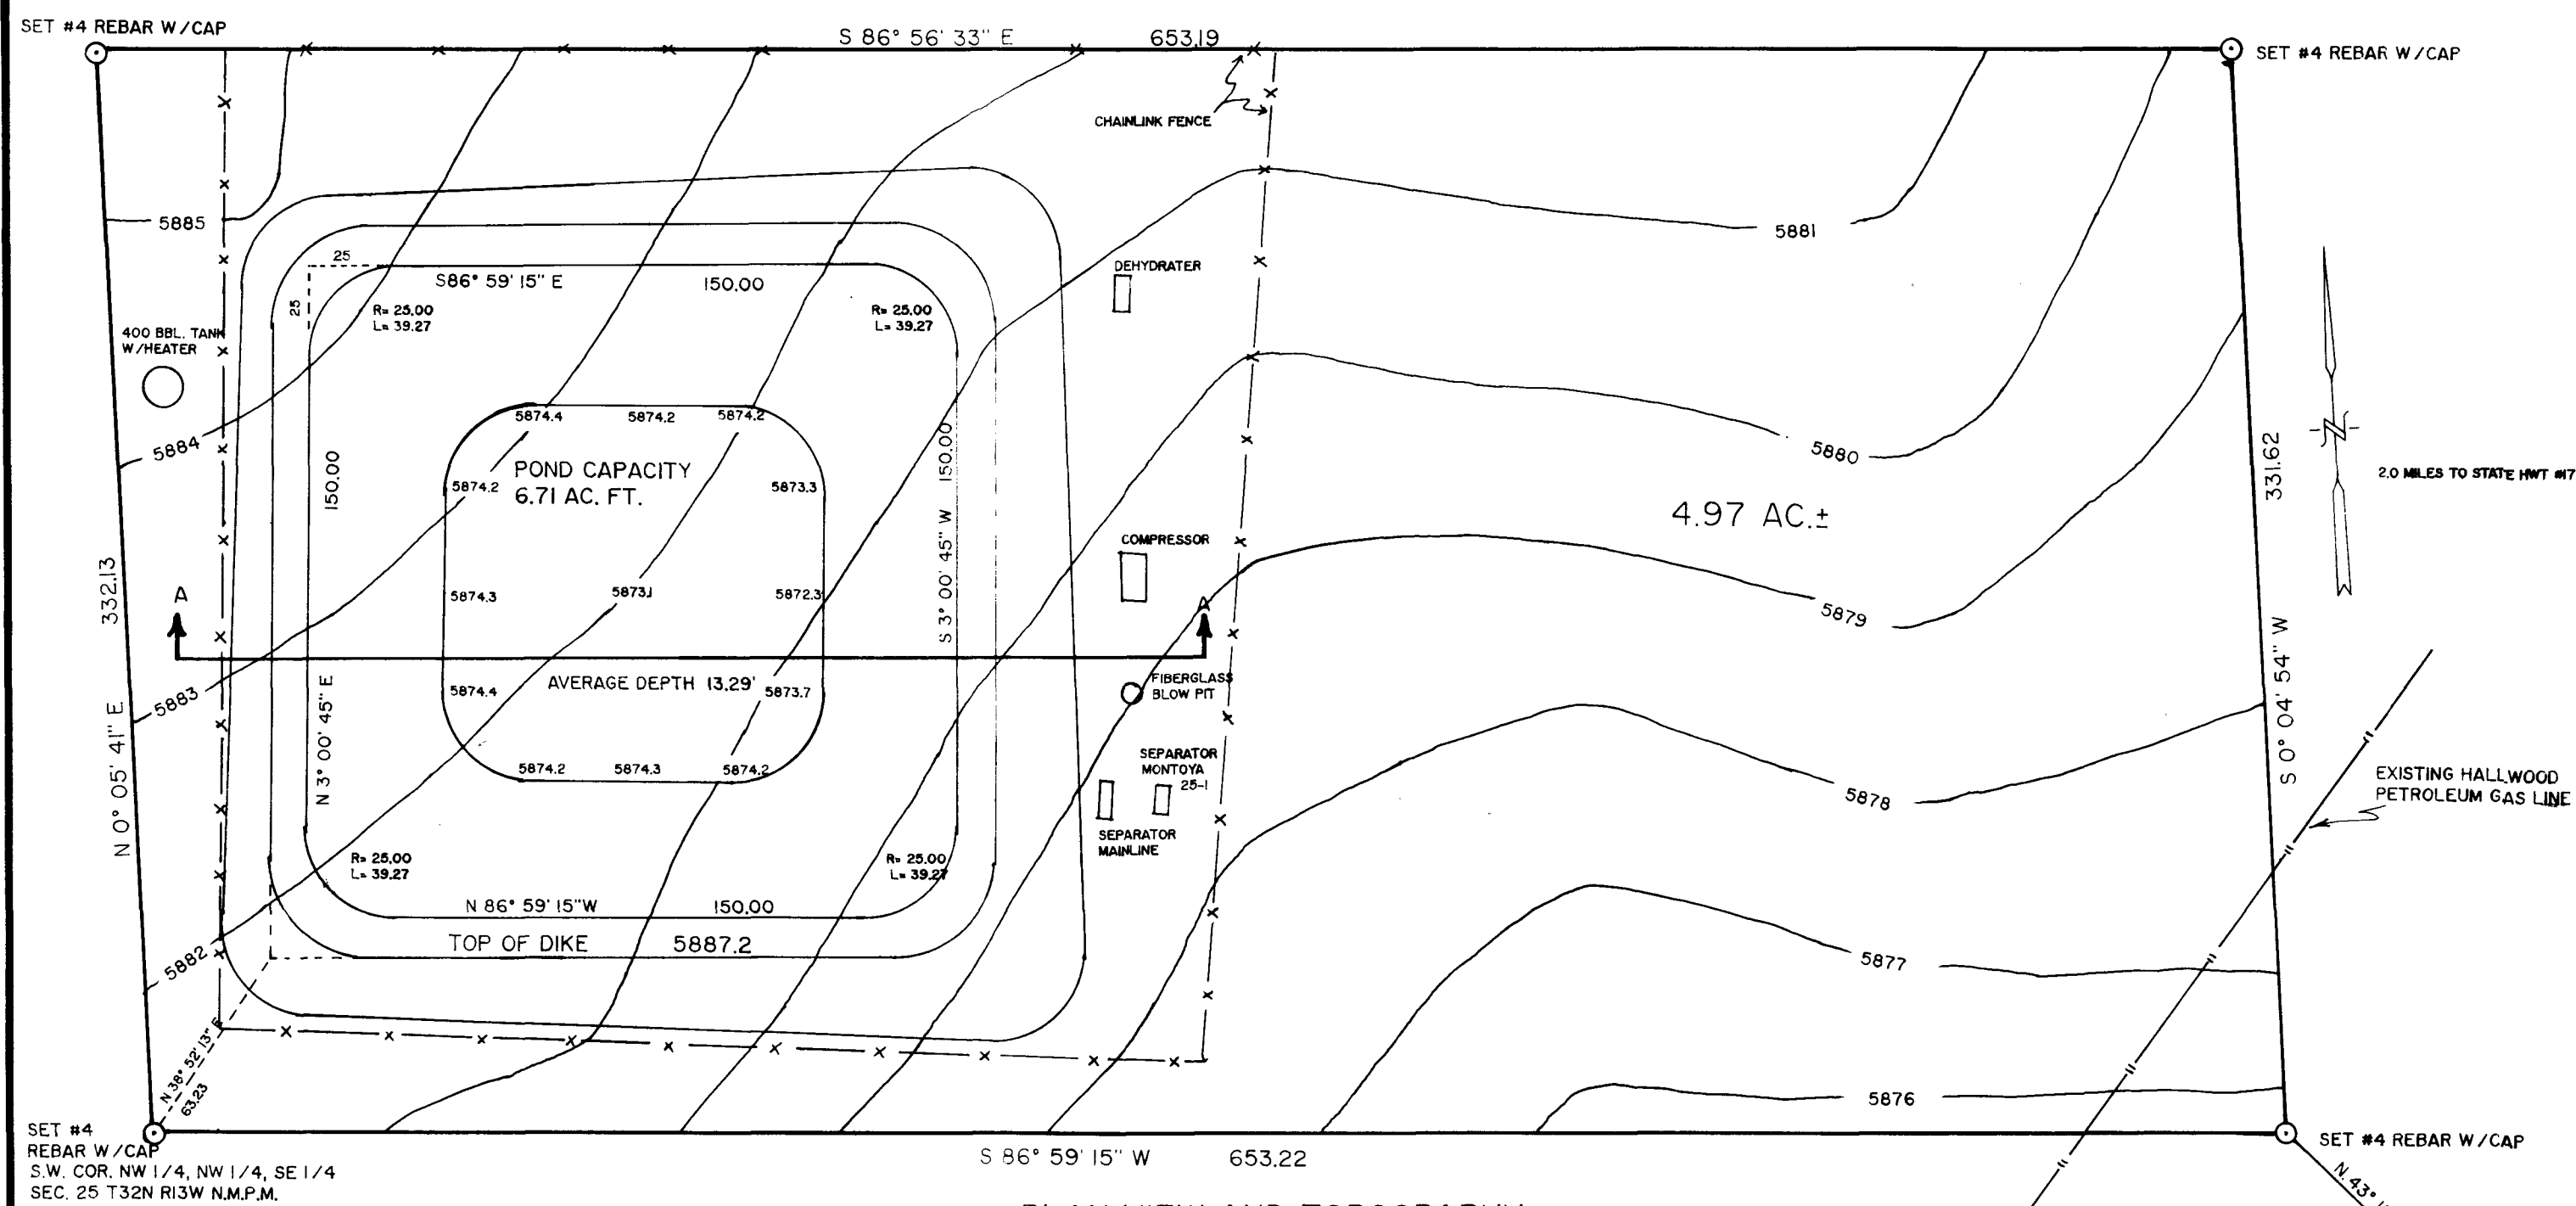 SET #4 REBAR W/CAP
S 86° 56' 33" E 653.19
SET #4 REBAR W/CAP
CHAINLINK FENCE
5885
5881
25
25
S86° 59' 15" E 150.00
DEHYDRATER
R= 25.00
L= 39.27
R= 25.00
L= 39.27
400 BBL. TANK
W/HEATER
5874.4 5874.2 5874.2
5884
5880
150.00
S 3° 00' 45" W 150.00
POND CAPACITY
6.71 AC. FT.
5874.2
5873.3
331.62
2.0 MILES TO STATE HWT #17
4.97 AC.±
COMPRESSOR
332.13
A
A
5874.3 5873.1 5872.3
5879
N 0° 05' 41" E
5883
N 3° 00' 45" E
5874.4
AVERAGE DEPTH 13.29'
5873.7
FIBERGLASS
BLOW PIT
S 0° 04' 54" W
SEPARATOR
MONTOYA
25-1
5874.2 5874.3 5874.2
5878
EXISTING HALLWOOD
PETROLEUM GAS LINE
SEPARATOR
MAINLINE
R= 25.00
L= 39.27
R= 25.00
L= 39.27
N 86° 59' 15" W 150.00
TOP OF DIKE 5887.2
5882
5877
N 38° 52' 13" E
63.23
5876
SET #4
REBAR W/CAP
S.W. COR. NW 1/4, NW 1/4, SE 1/4
SEC. 25 T32N R13W N.M.P.M.
S 86° 59' 15" W 653.22
SET #4 REBAR W/CAP
N. 43°
PLAN VIEW AND TOPOGRAPHY